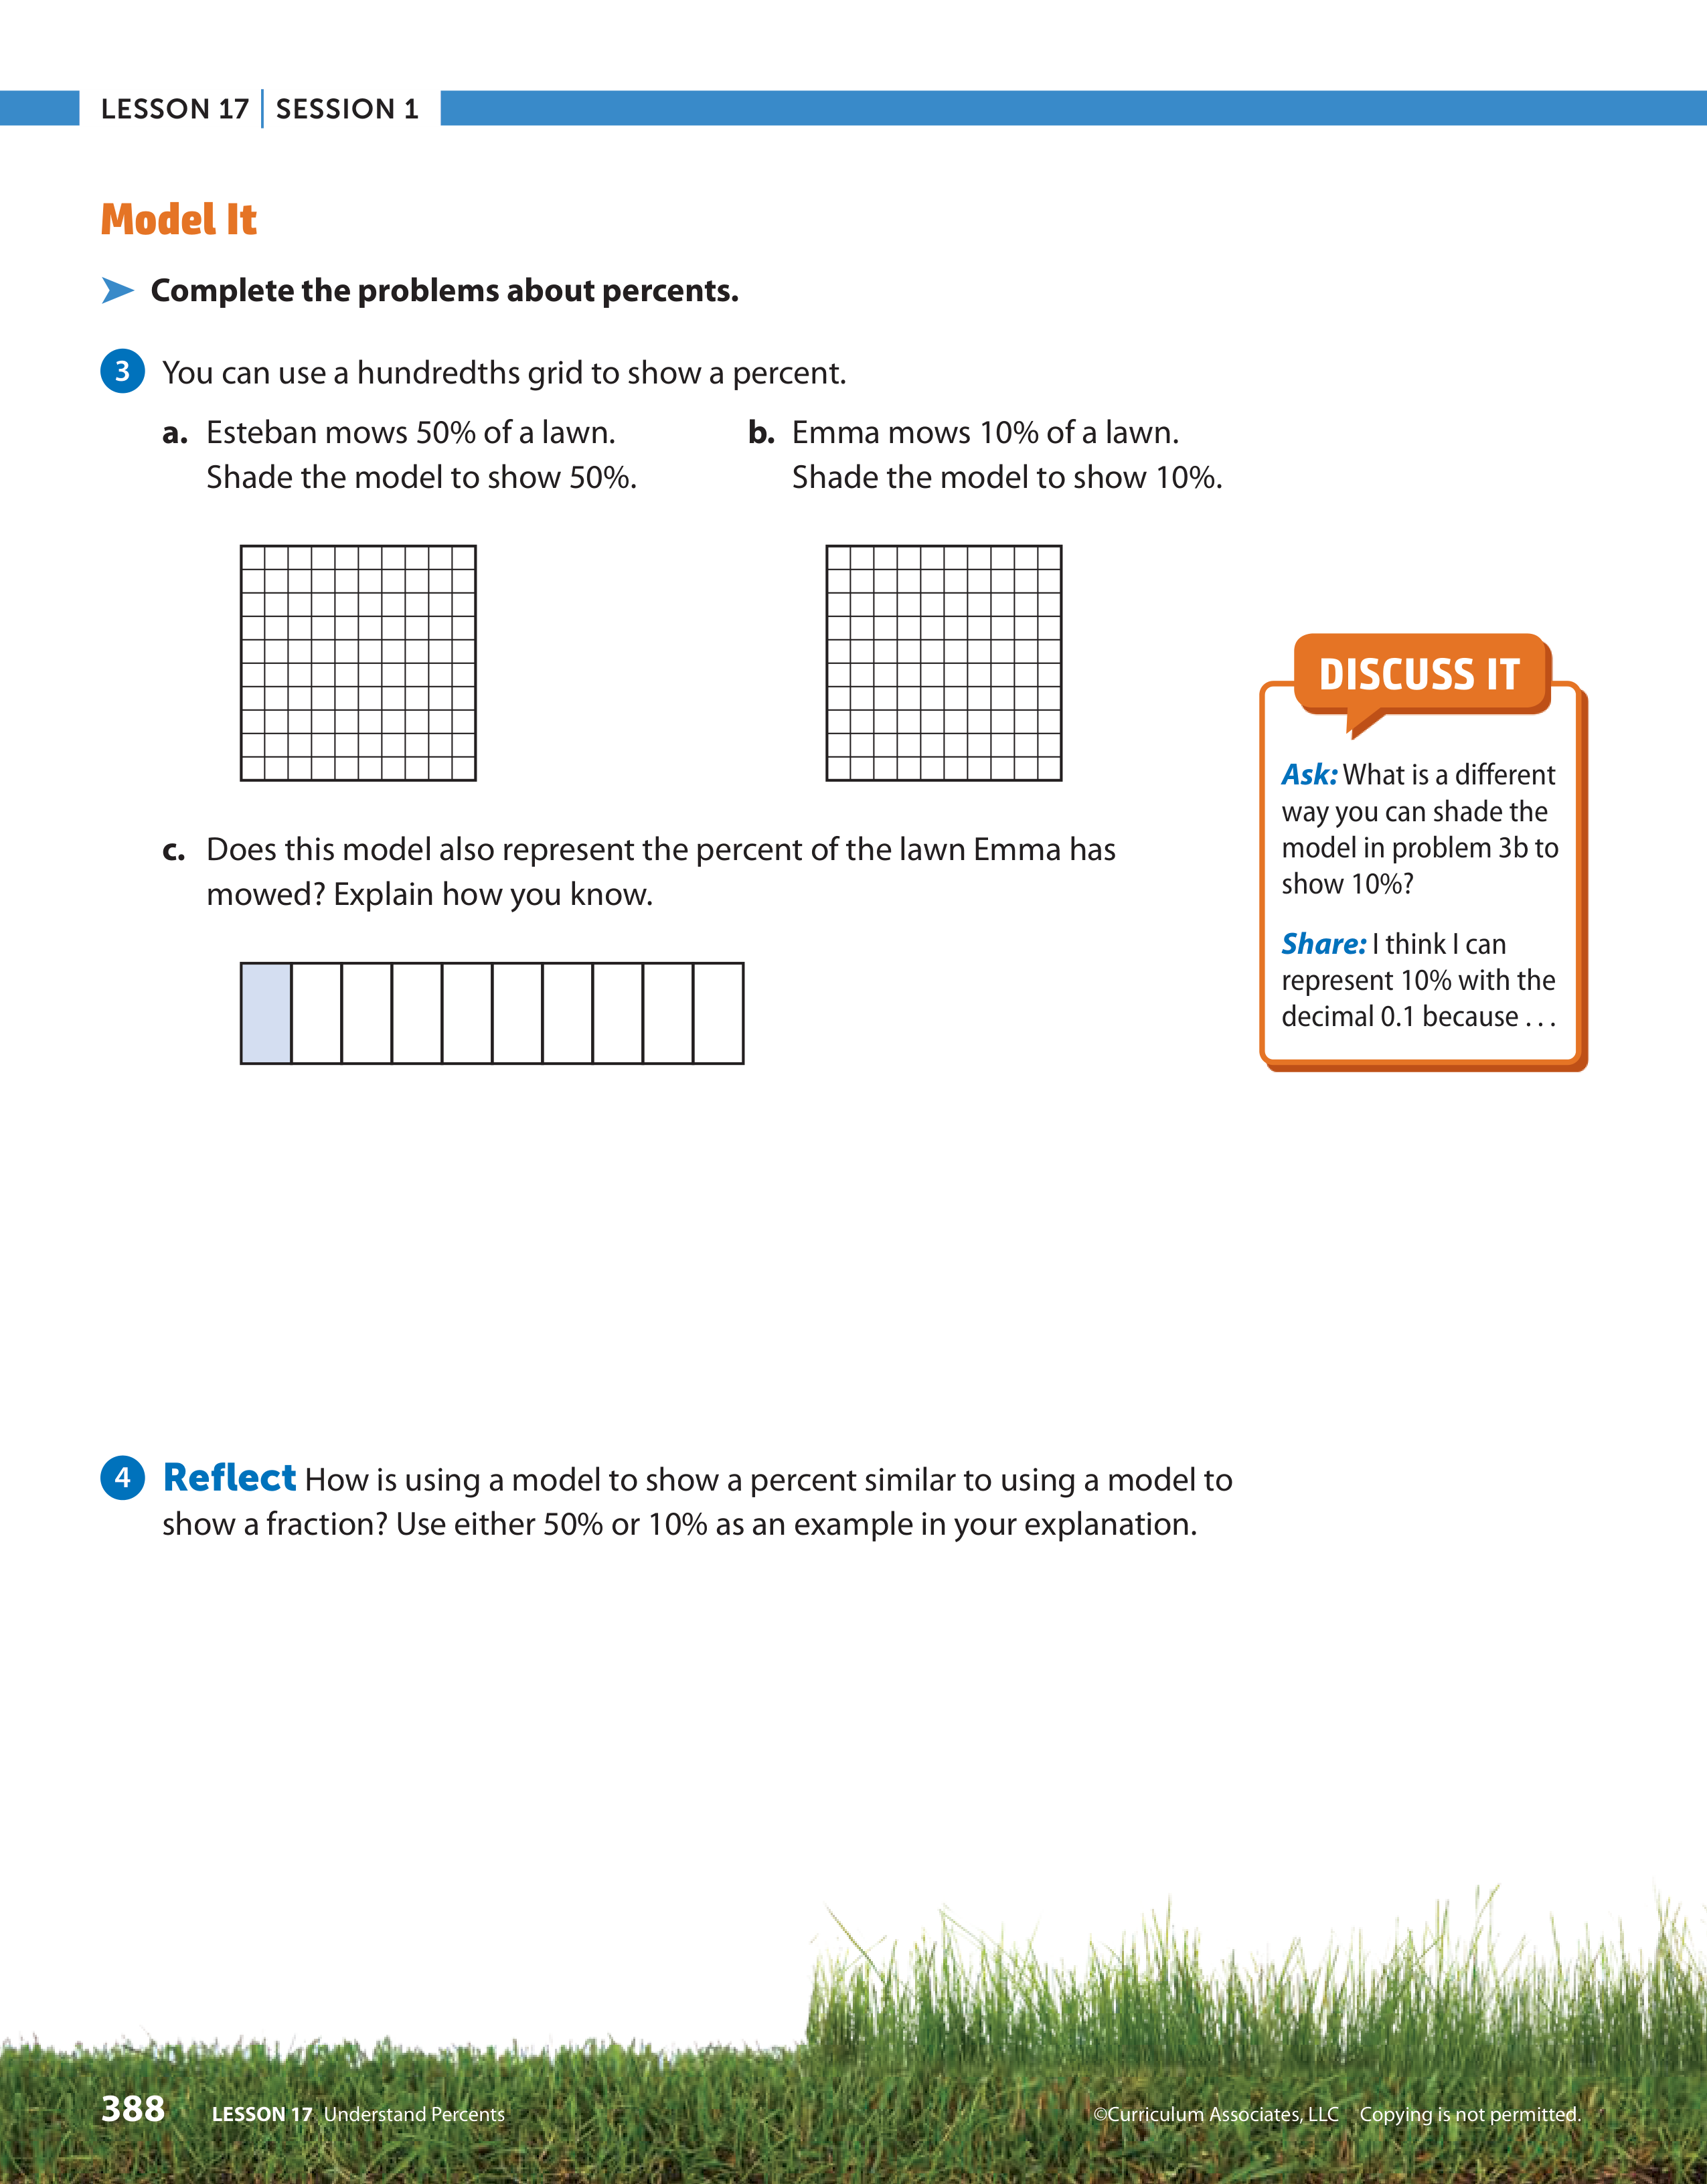 LESSON 17 | SESSION 1
Model It
Complete the problems about percents.
3 You can use a hundredths grid to show a percent.
a. Esteban mows 50% of a lawn.
Shade the model to show 50%.
b. Emma mows 10% of a lawn.
Shade the model to show 10%.
c. Does this model also represent the percent of the lawn Emma has
mowed? Explain how you know.
DISCUSS IT
Ask: What is a different
way you can shade the
model in problem 3b to
show 10%?
Share: I think I can
represent 10% with the
decimal 0.1 because . . .
4 Reflect How is using a model to show a percent similar to using a model to
show a fraction? Use either 50% or 10% as an example in your explanation.
388 LESSON 17 Understand Percents
©Curriculum Associates, LLC Copying is not permitted.